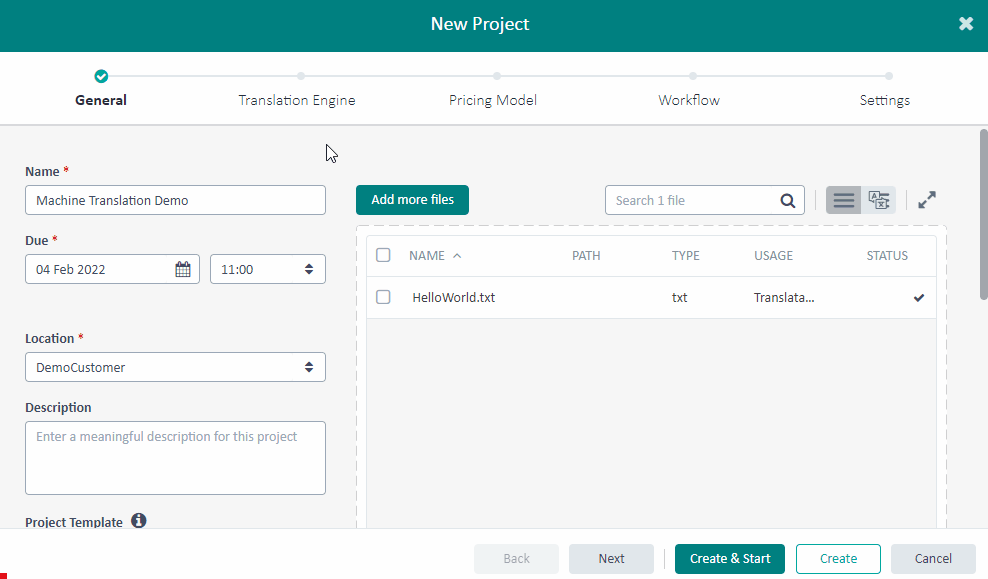 New Project
General
Translation Engine
Pricing Model
Workflow
Settings
Name *
Machine Translation Demo
Due *
04 Feb 2022
11:00
Location *
DemoCustomer
Description
Enter a meaningful description for this project
Project Template
Add more files
Search 1 file
NAME PATH TYPE USAGE STATUS
HelloWorld.txt txt Translata...
Back Next Create & Start Create Cancel